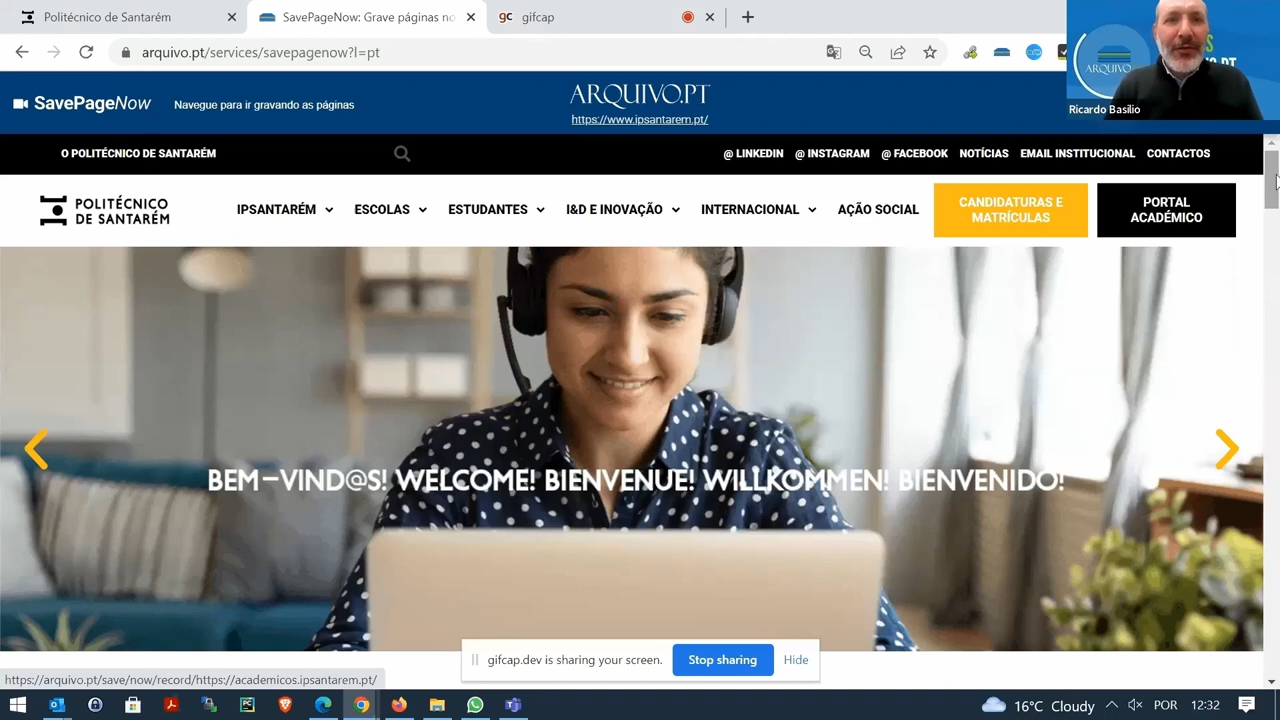 Politécnico de Santarém
SavePageNow: Grave páginas no
gc gifcap
arquivo.pt/services/savepagenow?l=pt
SavePageNow
Navegue para ir gravando as páginas
ARQUIVO.PT
https://www.ipsantarem.pt/
ARQUIVO
Ricardo Basílio
O POLITÉCNICO DE SANTARÉM
@ LINKEDIN @ INSTAGRAM @ FACEBOOK NOTÍCIAS EMAIL INSTITUCIONAL CONTACTOS
POLITÉCNICO
DE SANTARÉM
IPSANTARÉM ESCOLAS ESTUDANTES I&D E INOVAÇÃO INTERNACIONAL AÇÃO SOCIAL
CANDIDATURAS E
MATRÍCULAS
PORTAL
ACADÉMICO
BEM-VIND@S! WELCOME! BIENVENUE! WILLKOMMEN! BIENVENIDO!
gifcap.dev is sharing your screen.
Stop sharing
Hide
https://arquivo.pt/save/now/record/https://academicos.ipsantarem.pt/
16°C Cloudy
POR
12:32